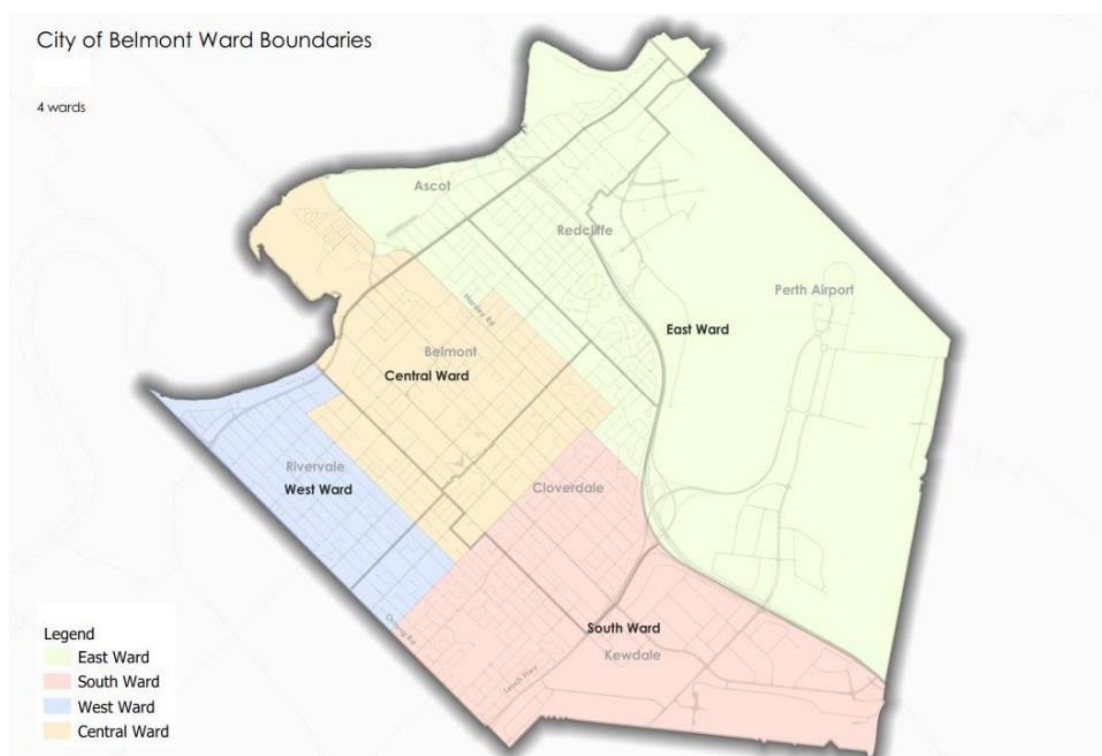 City of Belmont Ward Boundaries
4 wards
Ascot
Redcliffe
Perth Airport
Hardey Rd
East Ward
Belmont
Central Ward
Rivervale
West Ward
Cloverdale
South Ward
Kewdale
Orrong Rd
Leach Hwy
Legend
East Ward
South Ward
West Ward
Central Ward